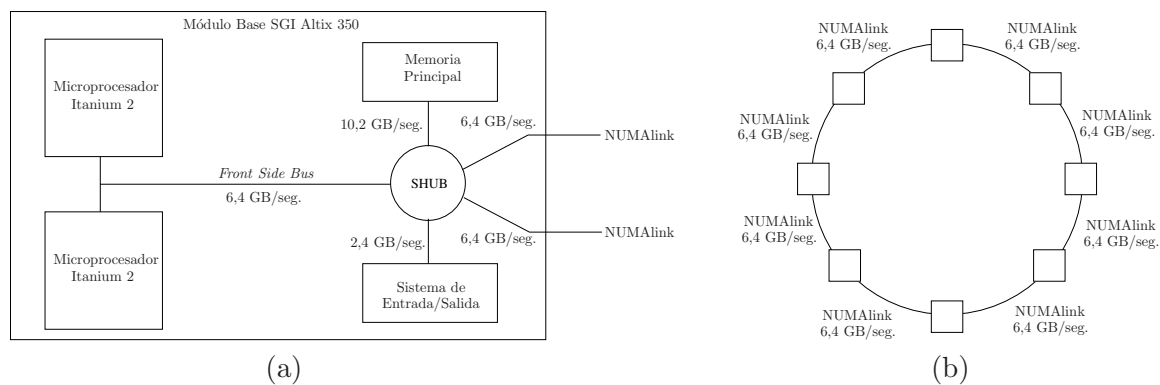 Módulo Base SGI Altix 350
Microprocesador
Itanium 2
Memoria
Principal
10,2 GB/seg.
6,4 GB/seg.
NUMAlink
Front Side Bus
6,4 GB/seg.
SHUB
2,4 GB/seg.
6,4 GB/seg.
NUMAlink
Microprocesador
Itanium 2
Sistema de
Entrada/Salida
(a)
NUMAlink
6,4 GB/seg.
NUMAlink
6,4 GB/seg.
NUMAlink
6,4 GB/seg.
NUMAlink
6,4 GB/seg.
NUMAlink
6,4 GB/seg.
NUMAlink
6,4 GB/seg.
NUMAlink
6,4 GB/seg.
NUMAlink
6,4 GB/seg.
(b)